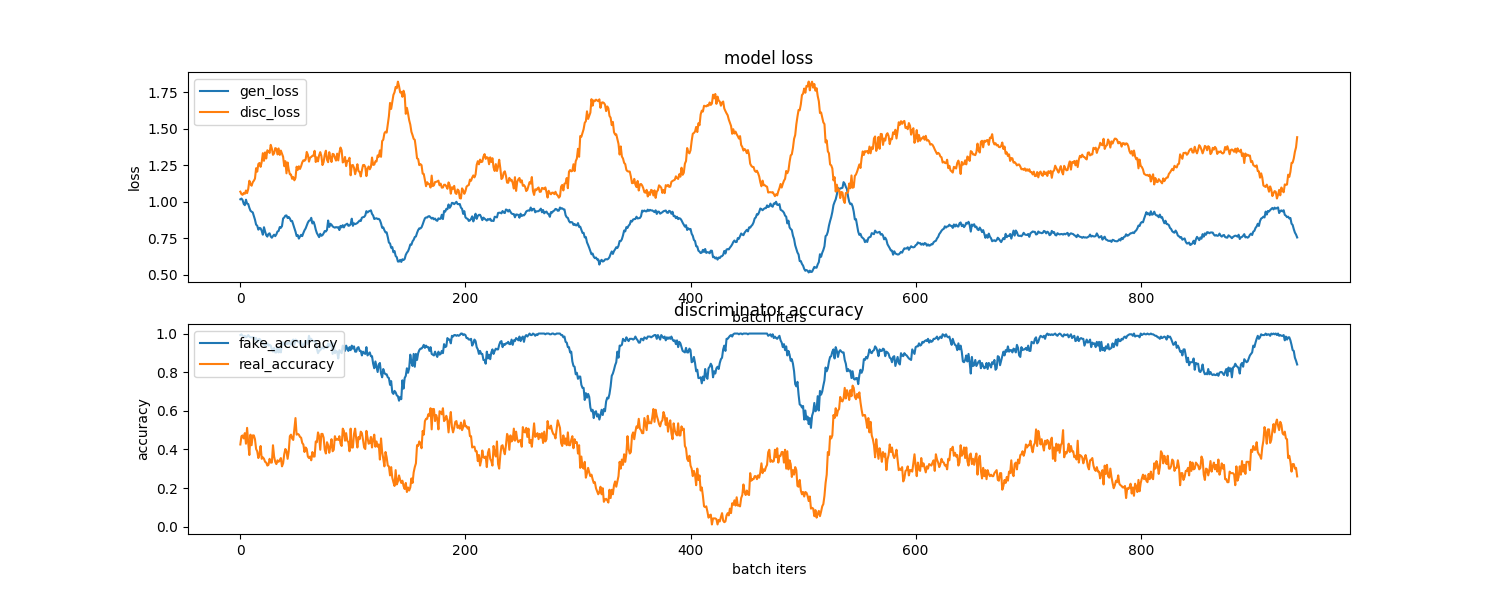 model loss
gen_loss
disc_loss
1.75
1.50
1.25
1.00
0.75
0.50
loss
0 200 400 600 800
batch iters
discriminator accuracy
fake_accuracy
real_accuracy
1.0
0.8
0.6
0.4
0.2
0.0
accuracy
0 200 400 600 800
batch iters